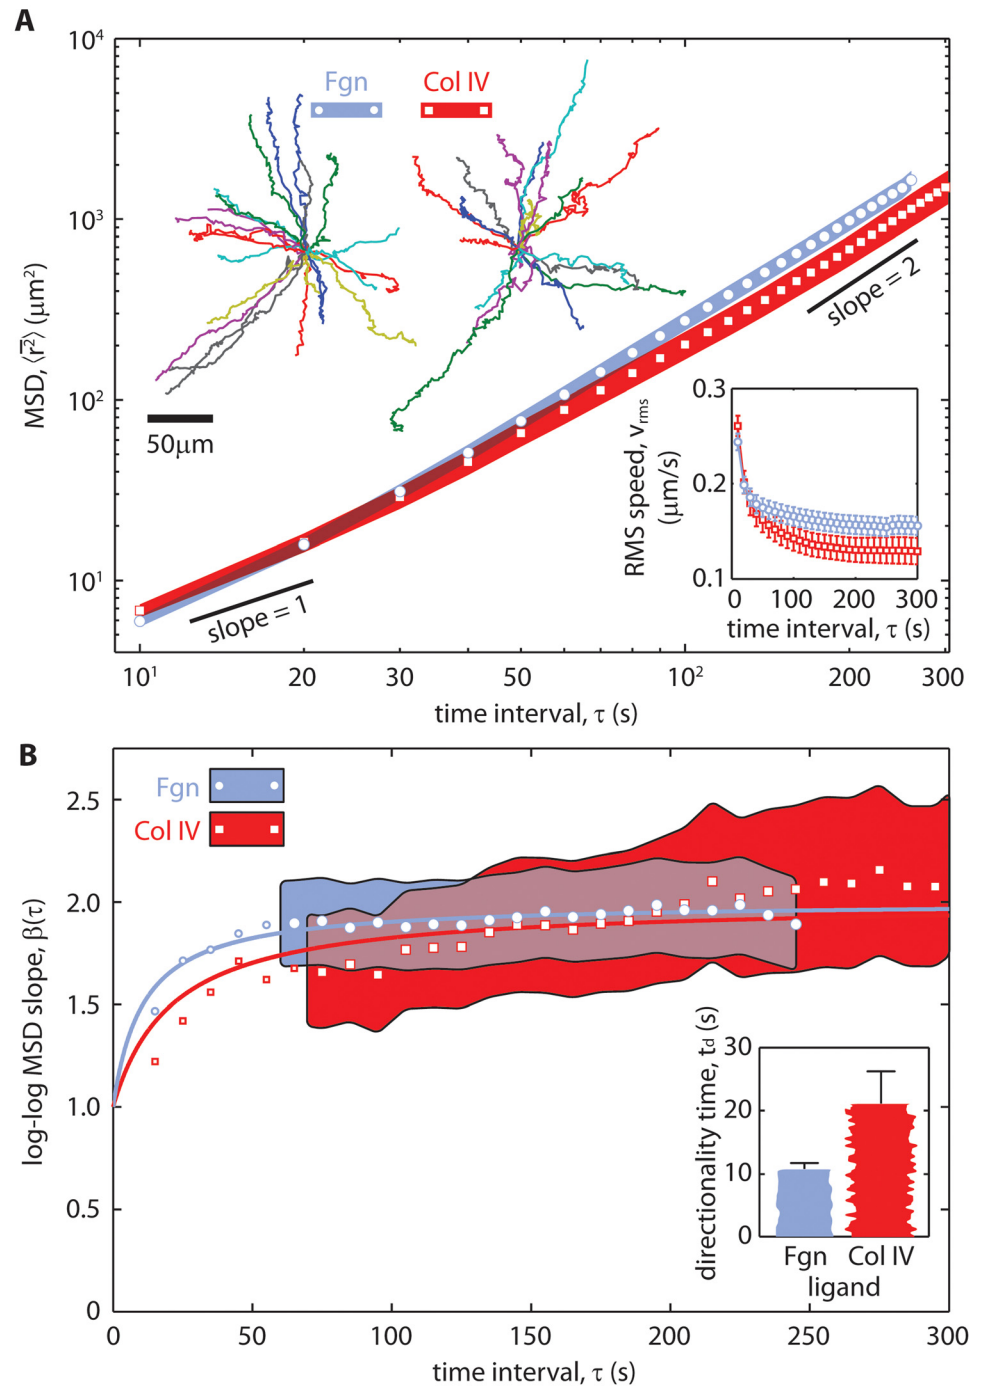 A
10⁴
10³
10²
10¹
MSD, ⟨r̅²⟩ (μm²)
Fgn
Col IV
50μm
slope = 1
slope = 2
0.3
0.2
0.1
RMS speed, vᵣₘₛ
(μm/s)
0
100
200
300
time interval, τ (s)
10¹
20
30
50
10²
200
300
time interval, τ (s)
B
Fgn
Col IV
2.5
2.0
1.5
1.0
0.5
0
log-log MSD slope, β(τ)
30
20
10
0
directionality time, t_d (s)
Fgn
Col IV
ligand
0
50
100
150
200
250
300
time interval, τ (s)